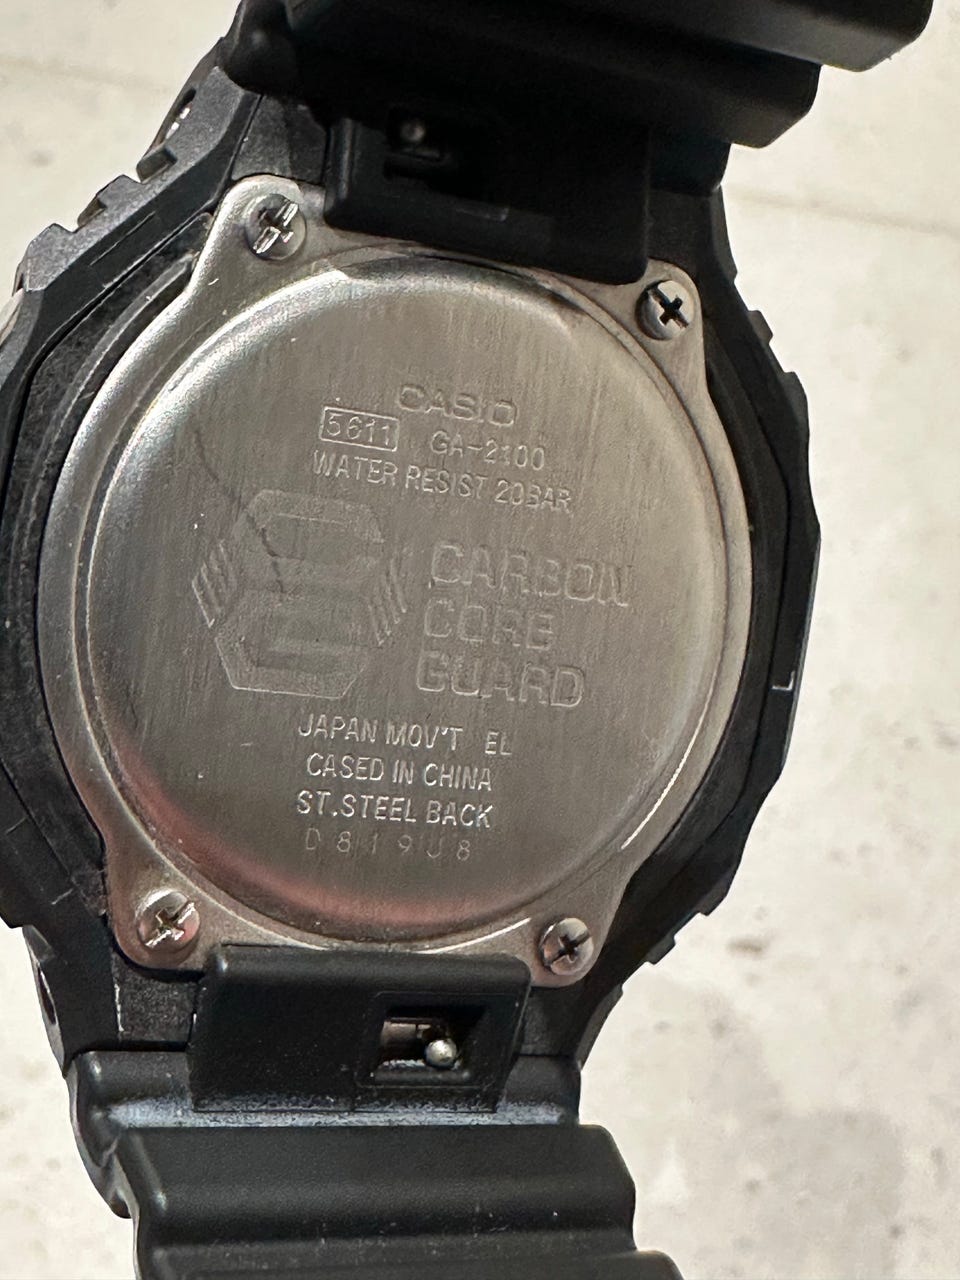 CASIO
5611 GA-2100
WATER RESIST 20BAR
CARBON
CORE
GUARD
JAPAN MOV'T EL
CASED IN CHINA
ST.STEEL BACK
D819U8